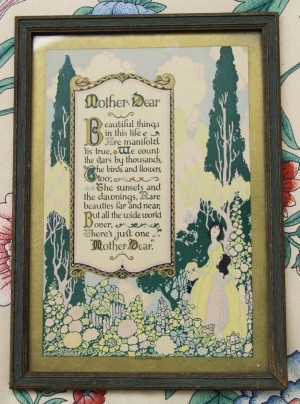 Mother Dear
Beautiful things
in this life
Are manifold.
'Tis true, We count
the stars by thousands,
The birds and flowers,
too;
The sunsets and
the dawnings, Rare
beauties far and near;
But all the wide world
over,
There's just one
"Mother Dear."